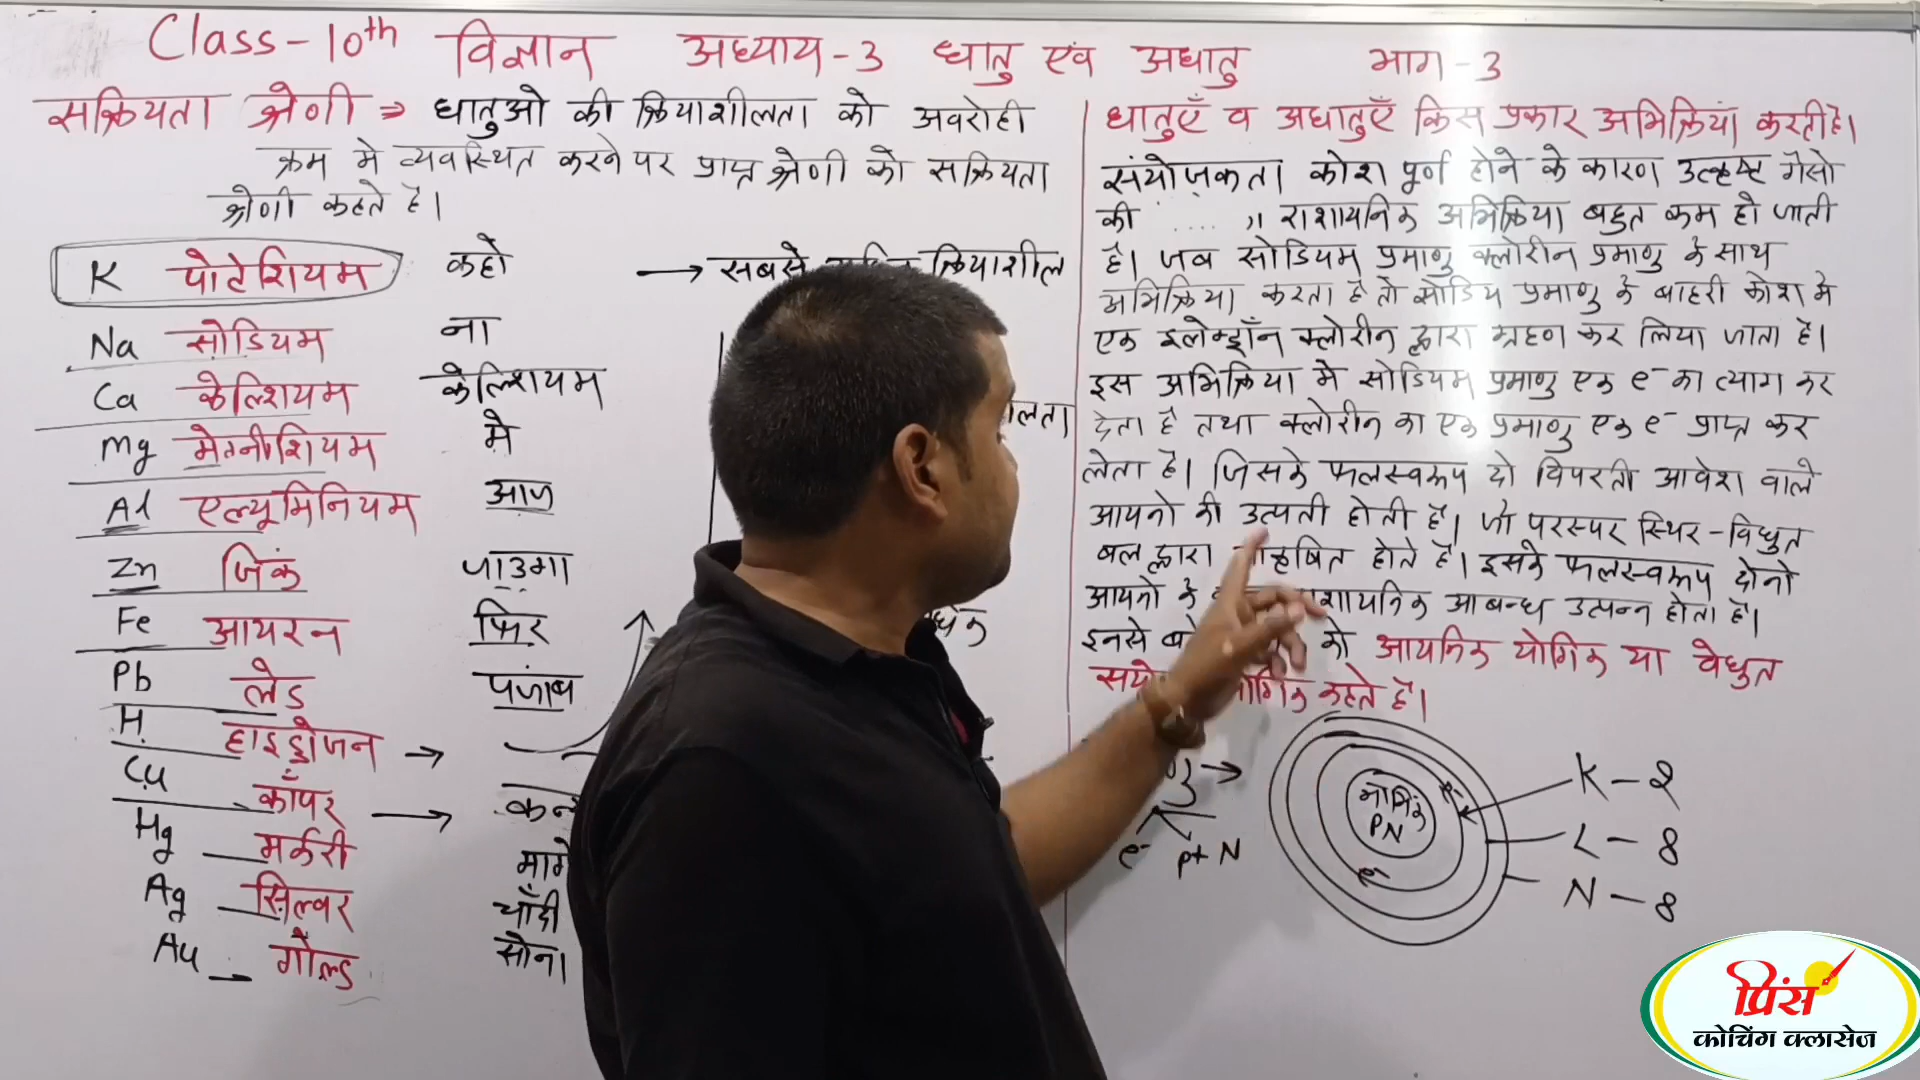 Class-10th विज्ञान अध्याय-3 धातु एवं अधातु भाग-3
सक्रियता श्रेणी ⇒ धातुओ की क्रियाशीलता को अवरोही
क्रम मे व्यवस्थित करने पर प्राप्त श्रेणी को सक्रियता
श्रेणी कहते है।
K पोटेशियम कहो → सबसे क्रियाशील
Na सोडियम ना
Ca केल्शियम केल्शियम
Mg मेग्नीशियम मे
Al एल्यूमिनियम आज
Zn जिंक पाउगा
Fe आयरन फिर
Pb लेड पंजाब
H हाइड्रोजन →
Cu कॉपर →
Hg मर्करी
Ag सिल्वर चाँदी
Au गोल्ड सोना
धातुएँ व अधातुएँ किस प्रकार अभिक्रियां करती है।
संयोजकता कोश पूर्ण होने के कारण उत्कृष्ट गैसो
की .... ,, राशायनिक अभिक्रिया बहुत कम हो जाती
है। जब सोडियम प्रमाणु क्लोरीन प्रमाणु के साथ
अभिक्रिया करता है तो सोडिय प्रमाणु के बाहरी कोश मे
एक इलेक्ट्रॉन क्लोरीन द्वारा ग्रहण कर लिया जाता है।
इस अभिक्रिया मे सोडियम प्रमाणु एक e- का त्याग कर
देता है तथा क्लोरीन का एक प्रमाणु एक e- प्राप्त कर
लेता है। जिसके फलस्वरूप दो विपरती आवेश वाले
आयनो की उत्पती होती है। जो परस्पर स्थिर-विधुत
बल द्वारा होते है। इसके फलस्वरूप दोनो
आयनो के आबन्ध उत्पन्न होता है।
इनसे को आयनिक योगिक या वेधुत
कहते है।
→ नाभिक K-2
PN
e- e-
L-8
e- p+ N
N-8
प्रिंस
कोचिंग क्लासेज